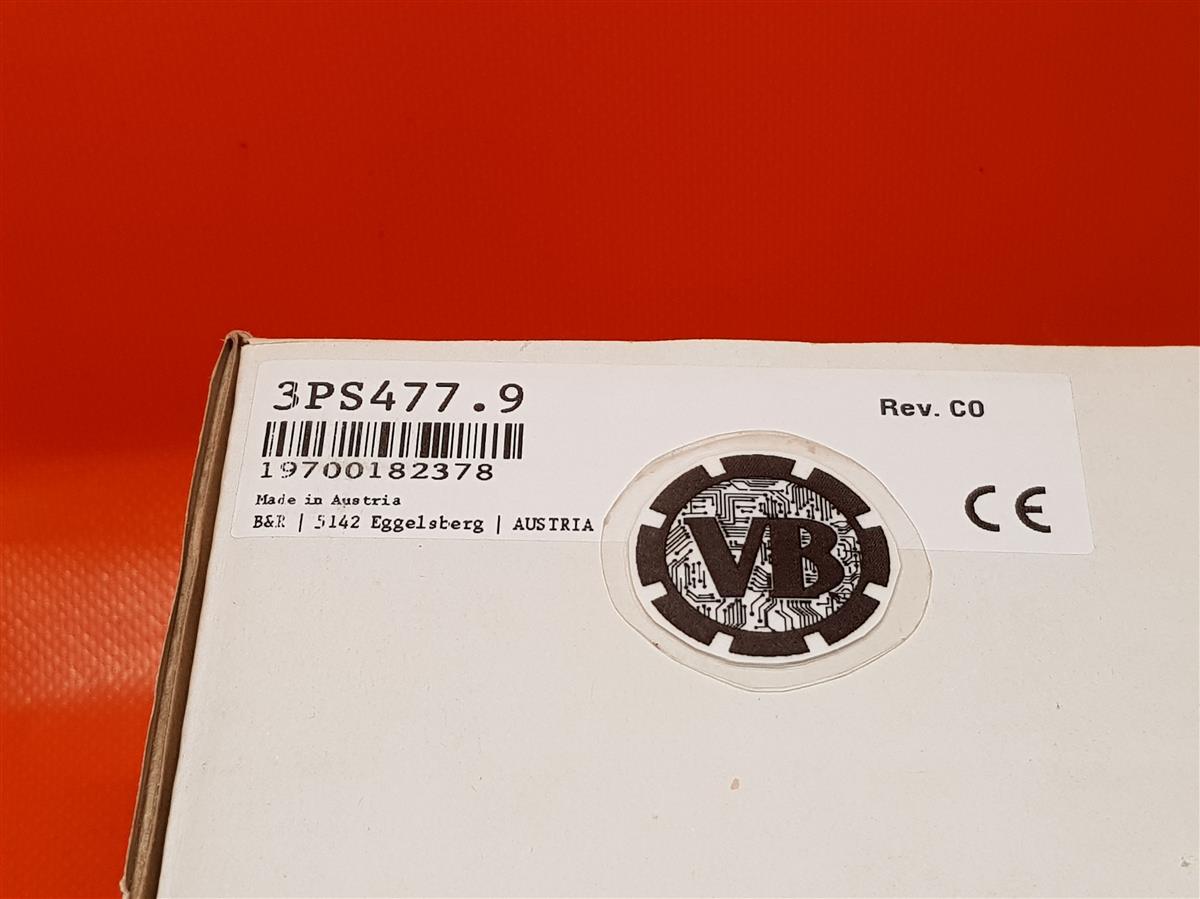 3PS477.9
Rev. C0
19700182378
Made in Austria
B&R | 5142 Eggelsberg | AUSTRIA
CE
VB